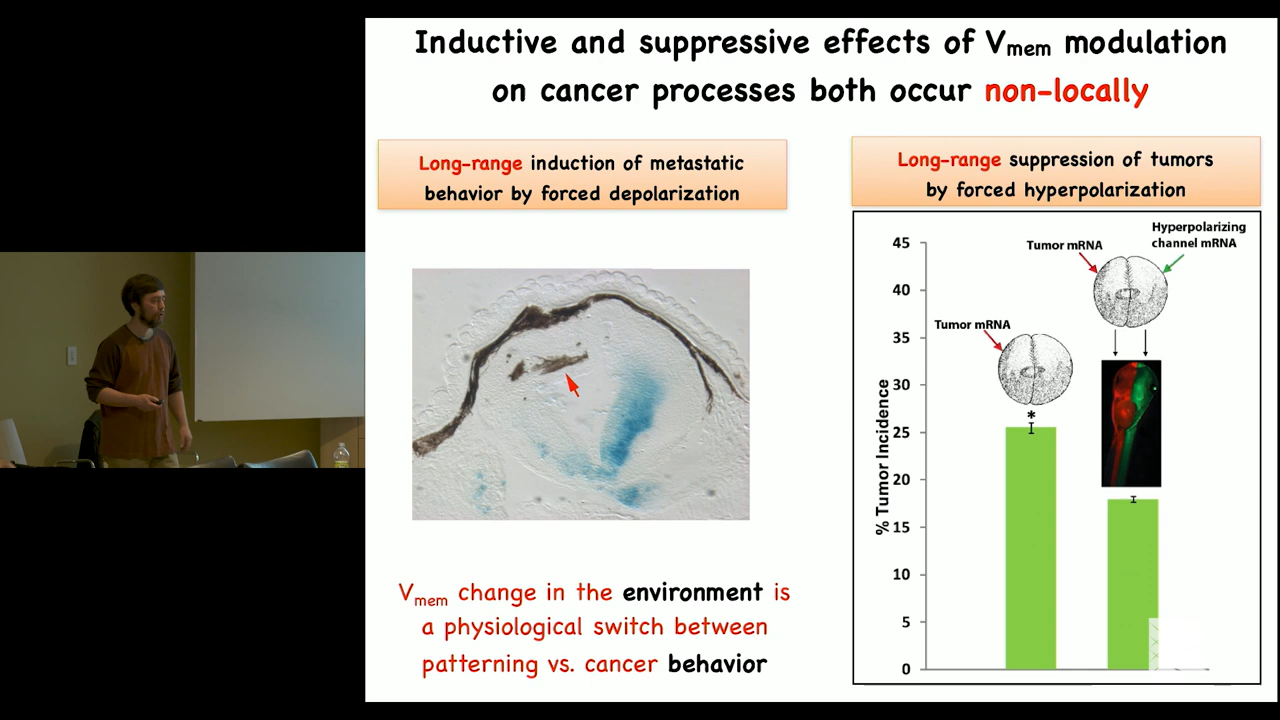 Inductive and suppressive effects of Vmem modulation
on cancer processes both occur non-locally
Long-range induction of metastatic
behavior by forced depolarization
Long-range suppression of tumors
by forced hyperpolarization
Hyperpolarizing
channel mRNA
Tumor mRNA
Tumor mRNA
*
% Tumor Incidence
45
40
35
30
25
20
15
10
5
0
Vmem change in the environment is
a physiological switch between
patterning vs. cancer behavior